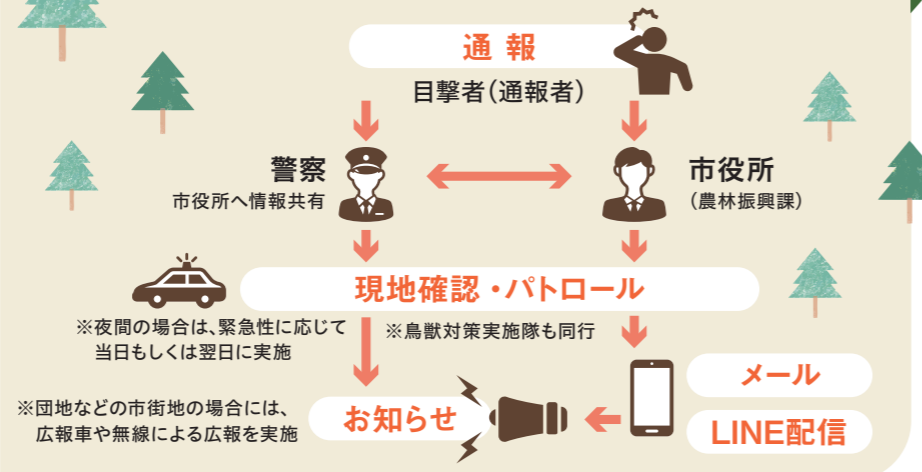 通報
目撃者（通報者）
警察
市役所へ情報共有
市役所
（農林振興課）
現地確認・パトロール
※夜間の場合は、緊急性に応じて
当日もしくは翌日に実施
※鳥獣対策実施隊も同行
メール
LINE配信
お知らせ
※団地などの市街地の場合には、
広報車や無線による広報を実施